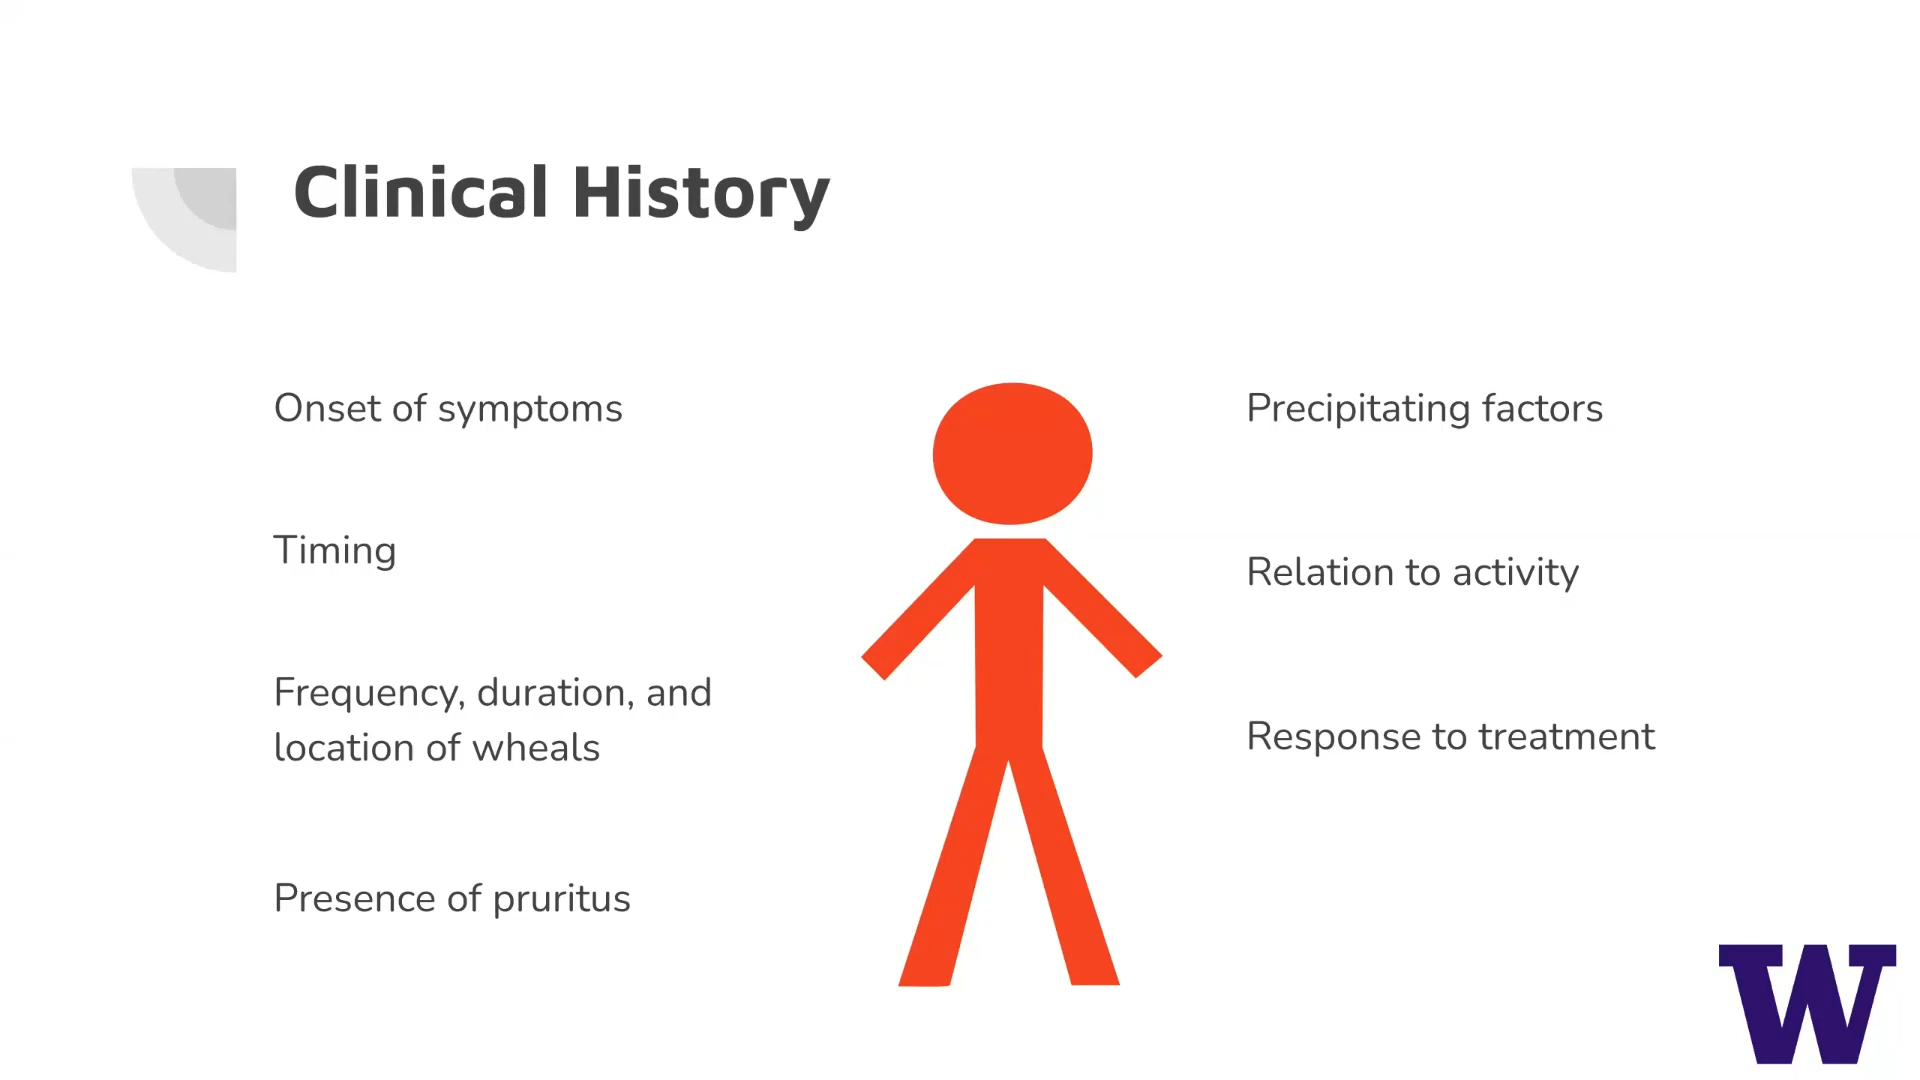 Clinical History
Onset of symptoms
Timing
Frequency, duration, and
location of wheals
Presence of pruritus
Precipitating factors
Relation to activity
Response to treatment
W